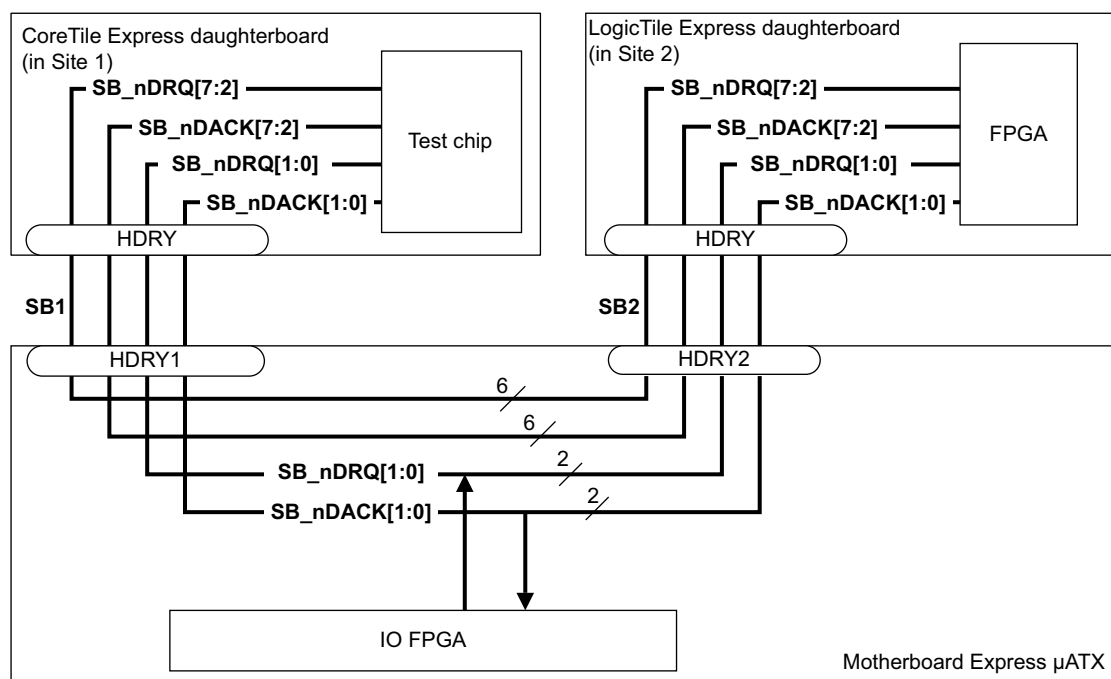 CoreTile Express daughterboard
(in Site 1)
SB_nDRQ[7:2]
SB_nDACK[7:2]
SB_nDRQ[1:0]
SB_nDACK[1:0]
Test chip
HDRY
LogicTile Express daughterboard
(in Site 2)
SB_nDRQ[7:2]
SB_nDACK[7:2]
SB_nDRQ[1:0]
SB_nDACK[1:0]
FPGA
HDRY
SB1
SB2
HDRY1
HDRY2
6
6
SB_nDRQ[1:0]
2
SB_nDACK[1:0]
2
IO FPGA
Motherboard Express µATX